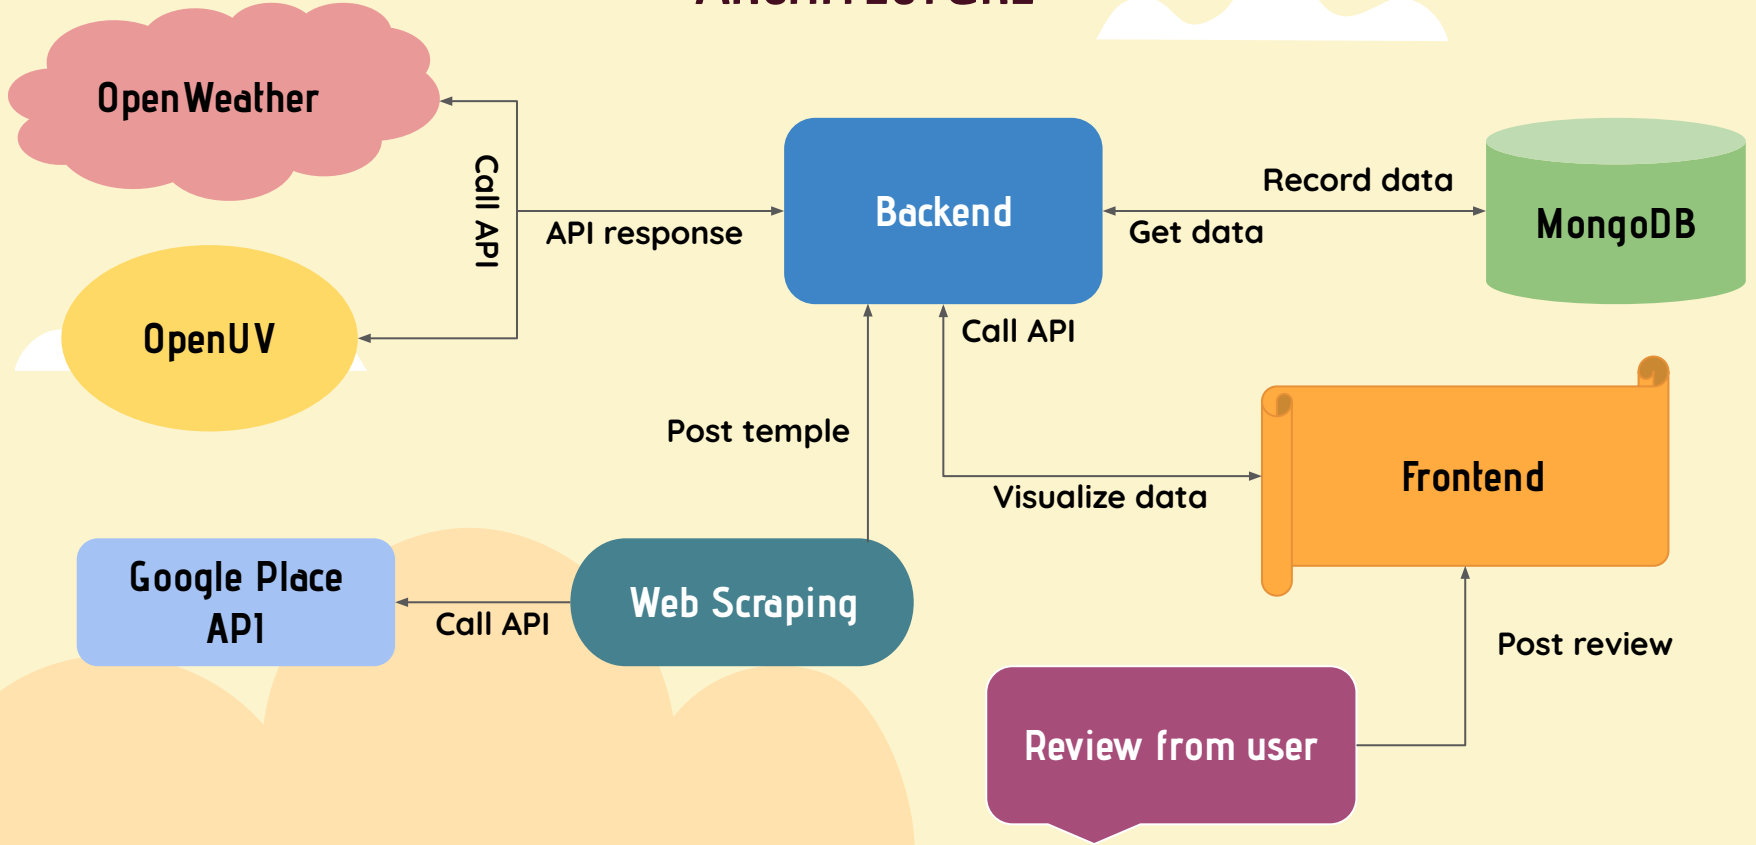 ARCHITECTURE
OpenWeather
Call API
API response
Backend
Record data
Get data
MongoDB
OpenUV
Call API
Post temple
Visualize data
Frontend
Google Place
API
Call API
Web Scraping
Post review
Review from user